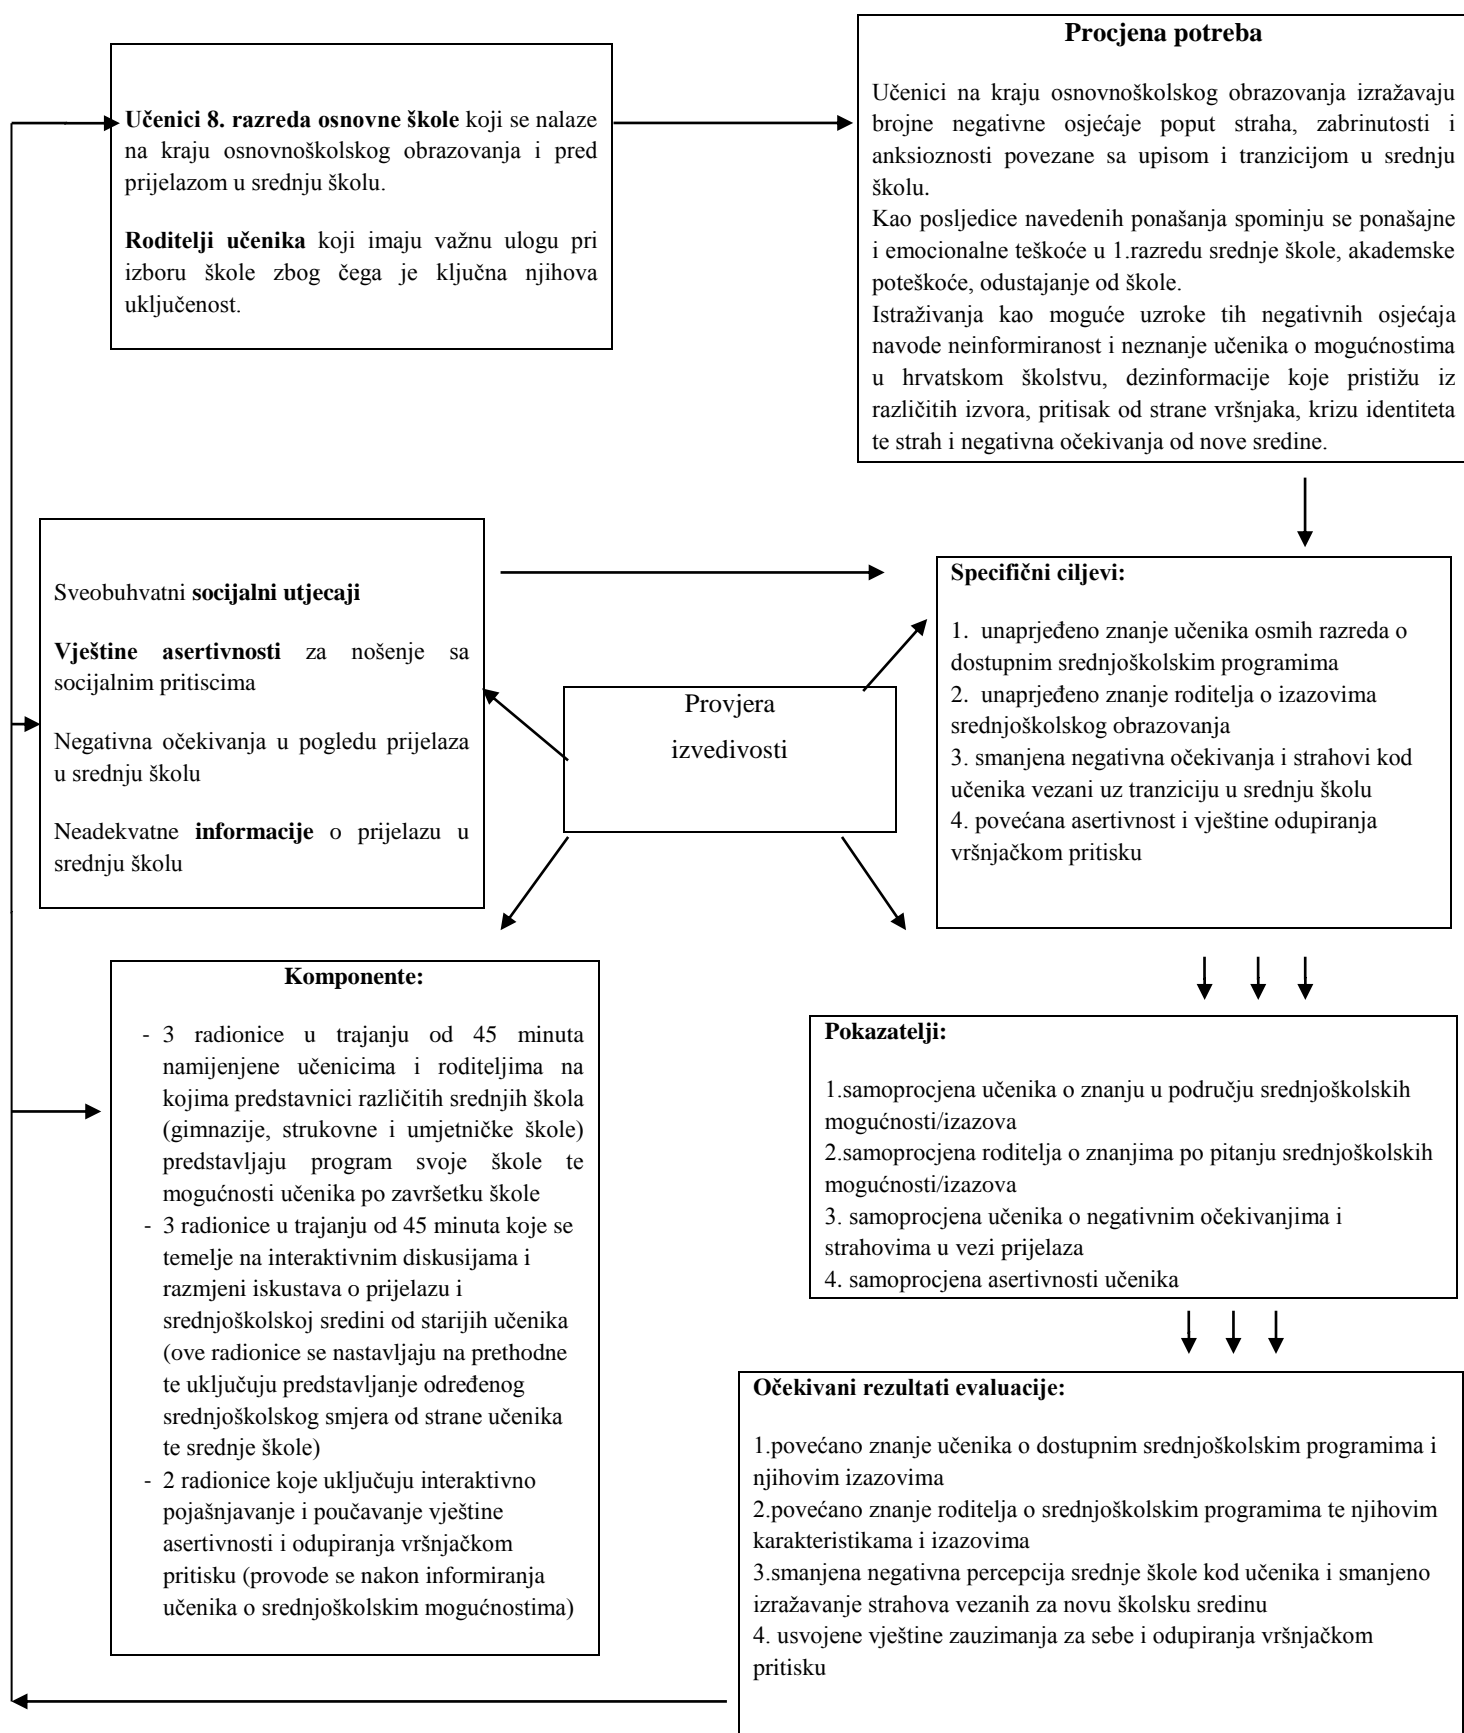 Učenici 8. razreda osnovne škole koji se nalaze
na kraju osnovnoškolskog obrazovanja i pred
prijelazom u srednju školu.
Roditelji učenika koji imaju važnu ulogu pri
izboru škole zbog čega je ključna njihova
uključenost.
Procjena potreba
Učenici na kraju osnovnoškolskog obrazovanja izražavaju
brojne negativne osjećaje poput straha, zabrinutosti i
anksioznosti povezane sa upisom i tranzicijom u srednju
školu.
Kao posljedice navedenih ponašanja spominju se ponašajne
i emocionalne teškoće u 1.razredu srednje škole, akademske
poteškoće, odustajanje od škole.
Istraživanja kao moguće uzroke tih negativnih osjećaja
navode neinformiranost i neznanje učenika o mogućnostima
u hrvatskom školstvu, dezinformacije koje pristižu iz
različitih izvora, pritisak od strane vršnjaka, krizu identiteta
te strah i negativna očekivanja od nove sredine.
Sveobuhvatni socijalni utjecaji
Vještine asertivnosti za nošenje sa
socijalnim pritiscima
Negativna očekivanja u pogledu prijelaza
u srednju školu
Neadekvatne informacije o prijelazu u
srednju školu
Provjera
izvedivosti
Specifični ciljevi:
1. unaprjeđeno znanje učenika osmih razreda o
dostupnim srednjoškolskim programima
2. unaprjeđeno znanje roditelja o izazovima
srednjoškolskog obrazovanja
3. smanjena negativna očekivanja i strahovi kod
učenika vezani uz tranziciju u srednju školu
4. povećana asertivnost i vještine odupiranja
vršnjačkom pritisku
Komponente:
- 3 radionice u trajanju od 45 minuta
namijenjene učenicima i roditeljima na
kojima predstavnici različitih srednjih škola
(gimnazije, strukovne i umjetničke škole)
predstavljaju program svoje škole te
mogućnosti učenika po završetku škole
- 3 radionice u trajanju od 45 minuta koje se
temelje na interaktivnim diskusijama i
razmjeni iskustava o prijelazu i
srednjoškolskoj sredini od starijih učenika
(ove radionice se nastavljaju na prethodne
te uključuju predstavljanje određenog
srednjoškolskog smjera od strane učenika
te srednje škole)
- 2 radionice koje uključuju interaktivno
pojašnjavanje i poučavanje vještine
asertivnosti i odupiranja vršnjačkom
pritisku (provode se nakon informiranja
učenika o srednjoškolskim mogućnostima)
Pokazatelji:
1.samoprocjena učenika o znanju u području srednjoškolskih
mogućnosti/izazova
2.samoprocjena roditelja o znanjima po pitanju srednjoškolskih
mogućnosti/izazova
3. samoprocjena učenika o negativnim očekivanjima i
strahovima u vezi prijelaza
4. samoprocjena asertivnosti učenika
Očekivani rezultati evaluacije:
1.povećano znanje učenika o dostupnim srednjoškolskim programima i
njihovim izazovima
2.povećano znanje roditelja o srednjoškolskim programima te njihovim
karakteristikama i izazovima
3.smanjena negativna percepcija srednje škole kod učenika i smanjeno
izražavanje strahova vezanih za novu školsku sredinu
4. usvojene vještine zauzimanja za sebe i odupiranja vršnjačkom
pritisku